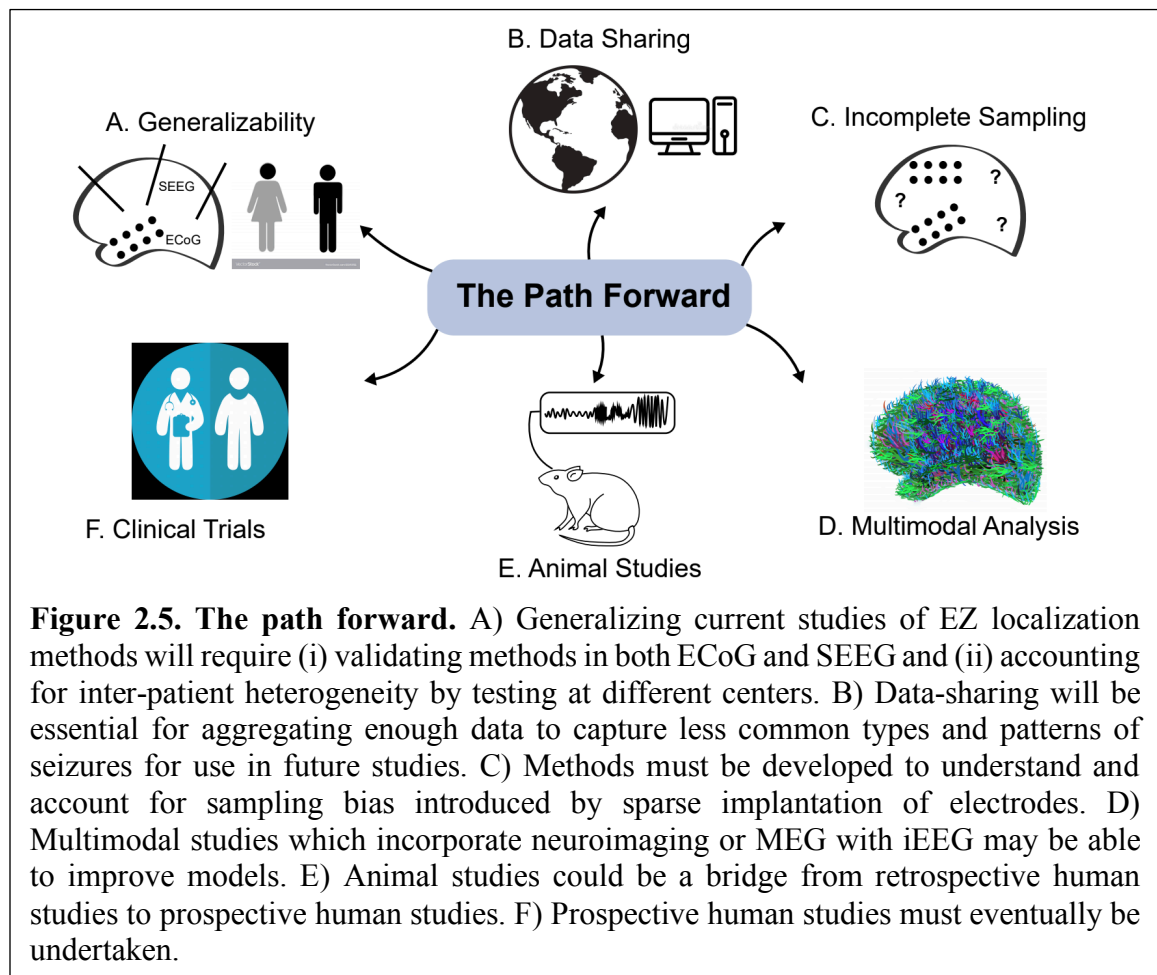 B. Data Sharing
A. Generalizability
C. Incomplete Sampling
SEEG
ECoG
?
?
?
The Path Forward
F. Clinical Trials
E. Animal Studies
D. Multimodal Analysis
Figure 2.5. The path forward. A) Generalizing current studies of EZ localization
methods will require (i) validating methods in both ECoG and SEEG and (ii) accounting
for inter-patient heterogeneity by testing at different centers. B) Data-sharing will be
essential for aggregating enough data to capture less common types and patterns of
seizures for use in future studies. C) Methods must be developed to understand and
account for sampling bias introduced by sparse implantation of electrodes. D)
Multimodal studies which incorporate neuroimaging or MEG with iEEG may be able
to improve models. E) Animal studies could be a bridge from retrospective human
studies to prospective human studies. F) Prospective human studies must eventually be
undertaken.